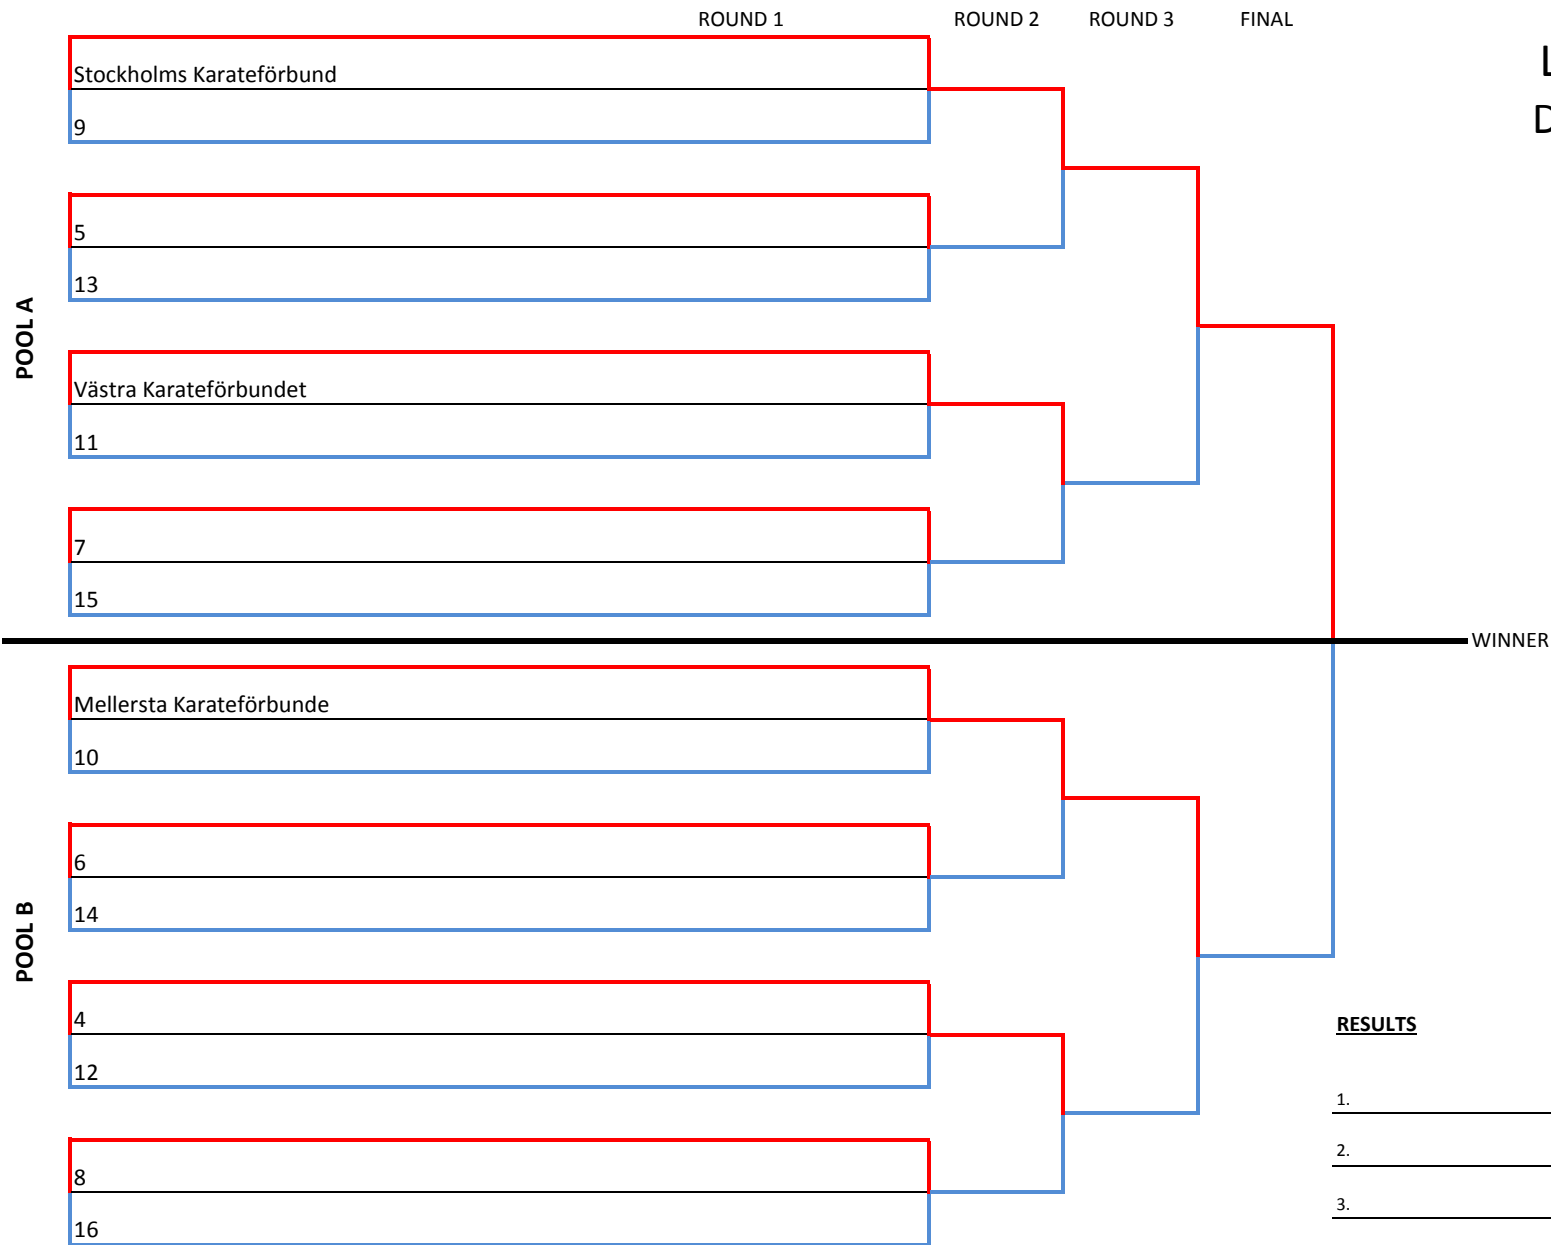 ROUND 1 ROUND 2 ROUND 3 FINAL
L
D
POOL A
Stockholms Karateförbund
9
5
13
Västra Karateförbundet
11
7
15
WINNER
POOL B
Mellersta Karateförbunde
10
6
14
4
12
8
16
RESULTS
1.
2.
3.